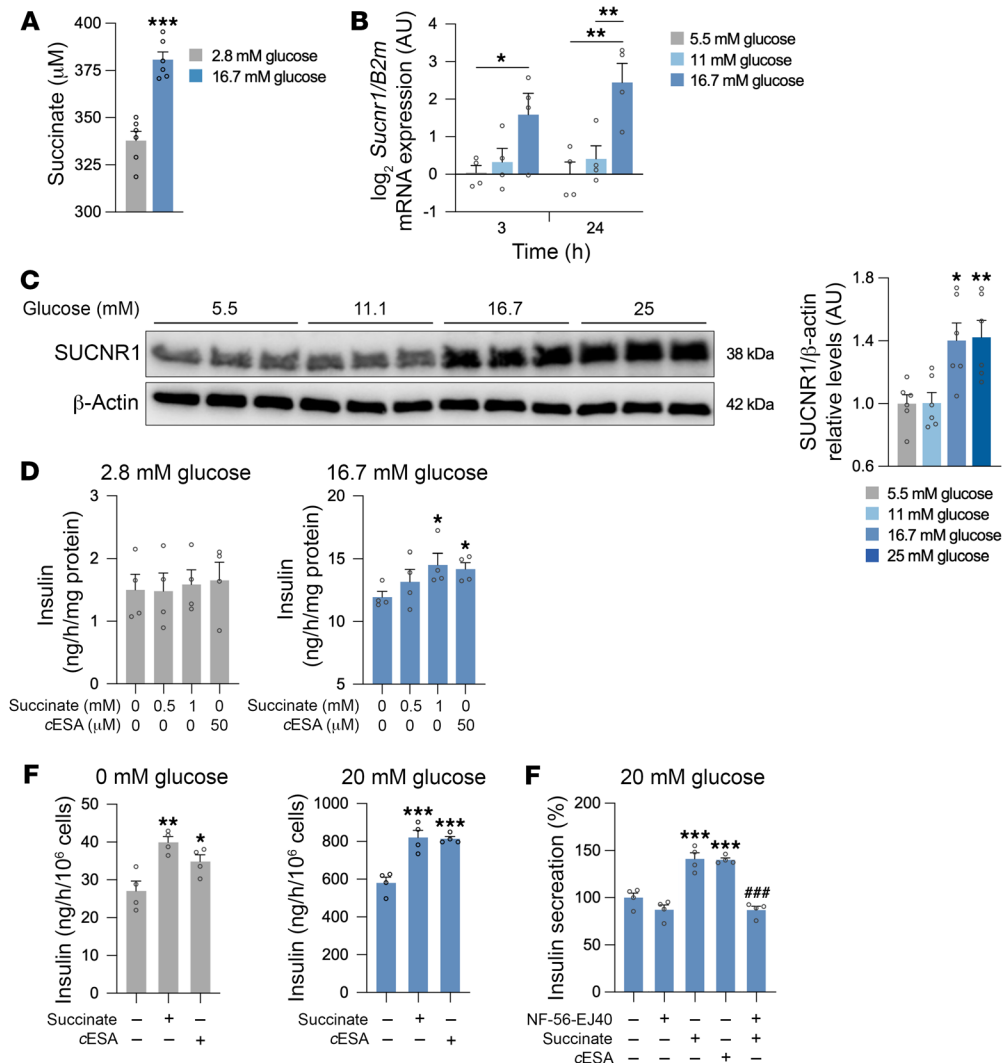 A
Succinate (μM)
400
375
350
325
300
***
2.8 mM glucose
16.7 mM glucose
B
log2 Sucnr1/B2m
mRNA expression (AU)
4
3
2
1
0
-1
*
**
**
3
24
Time (h)
5.5 mM glucose
11 mM glucose
16.7 mM glucose
C
Glucose (mM)
5.5
11.1
16.7
25
SUCNR1
38 kDa
β-Actin
42 kDa
SUCNR1/β-actin
relative levels (AU)
1.8
1.4
1.0
0.6
*
**
5.5 mM glucose
11 mM glucose
16.7 mM glucose
25 mM glucose
D
2.8 mM glucose
Insulin
(ng/h/mg protein)
3
2
1
0
Succinate (mM) 0 0.5 1 0
cESA (μM) 0 0 0 50
16.7 mM glucose
Insulin
(ng/h/mg protein)
20
15
10
5
*
*
Succinate (mM) 0 0.5 1 0
cESA (μM) 0 0 0 50
F
0 mM glucose
Insulin (ng/h/10⁶ cells)
50
40
30
20
10
0
**
*
Succinate – + –
cESA – – +
20 mM glucose
Insulin (ng/h/10⁶ cells)
1000
800
600
400
200
0
***
***
Succinate – + –
cESA – – +
F
20 mM glucose
Insulin secreation (%)
200
150
100
50
0
***
***
###
NF-56-EJ40 – + – – +
Succinate – – + – +
cESA – – – + –